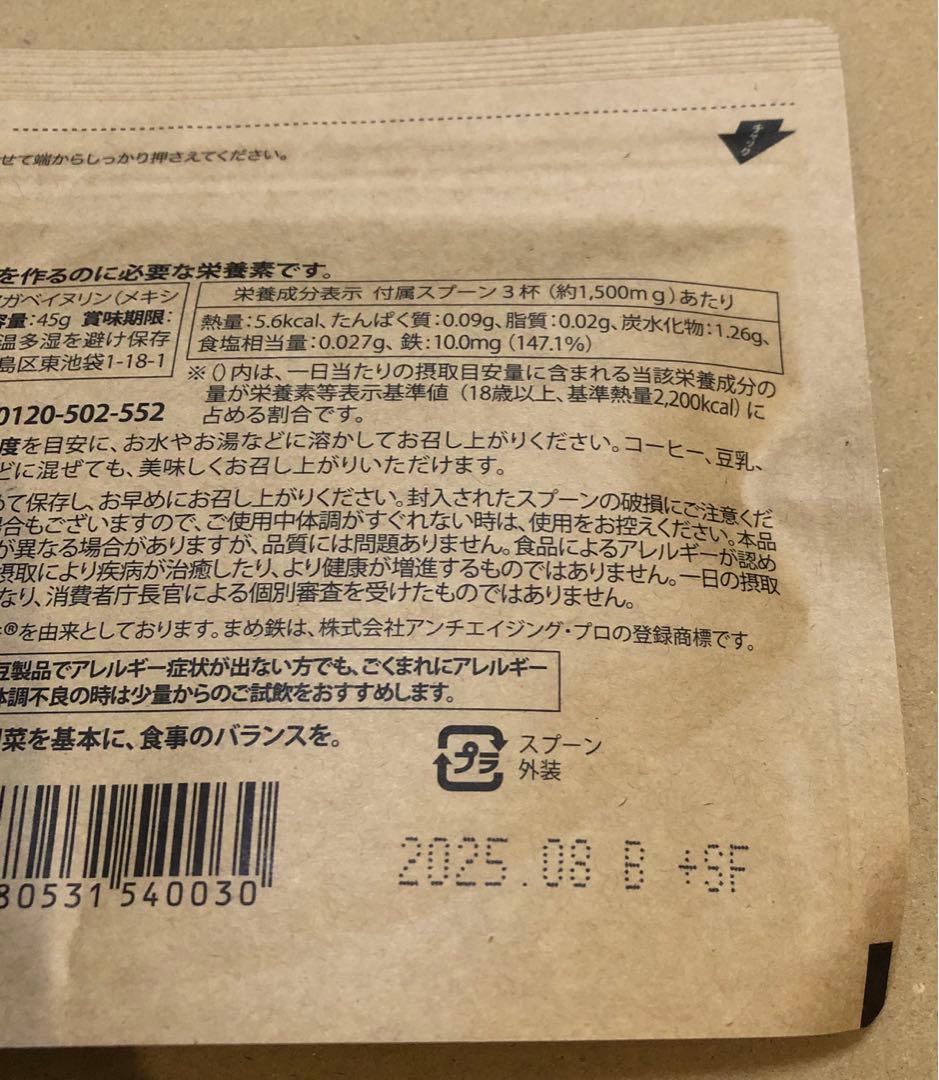 せて端からしっかり押さえてください。
を作るのに必要な栄養素です。
ガベイヌリン(メキシ
容量:45g 賞味期限:
温多湿を避け保存
島区東池袋1-18-1
栄養成分表示 付属スプーン3杯(約1,500mg)あたり
熱量:5.6kcal、たんぱく質:0.09g、脂質:0.02g、炭水化物:1.26g、
食塩相当量:0.027g、鉄:10.0mg(147.1%)
※()内は、一日当たりの摂取目安量に含まれる当該栄養成分の
量が栄養素等表示基準値(18歳以上、基準熱量2,200kcal)に
占める割合です。
0120-502-552
度を目安に、お水やお湯などに溶かしてお召し上がりください。コーヒー、豆乳、
どに混ぜても、美味しくお召し上がりいただけます。
めて保存し、お早めにお召し上がりください。封入されたスプーンの破損にご注意くだ
場合もございますので、ご使用中体調がすぐれない時は、使用をお控えください。本品
が異なる場合がありますが、品質には問題ありません。食品によるアレルギーが認め
摂取により疾病が治癒したり、より健康が増進するものではありません。一日の摂取
なり、消費者庁長官による個別審査を受けたものではありません。
®を由来としております。まめ鉄は、株式会社アンチエイジング・プロの登録商標です。
豆製品でアレルギー症状が出ない方でも、ごくまれにアレルギー
体調不良の時は少量からのご試飲をおすすめします。
菜を基本に、食事のバランスを。
プラ
スプーン
外装
80531 540030
2025.08 B +SF